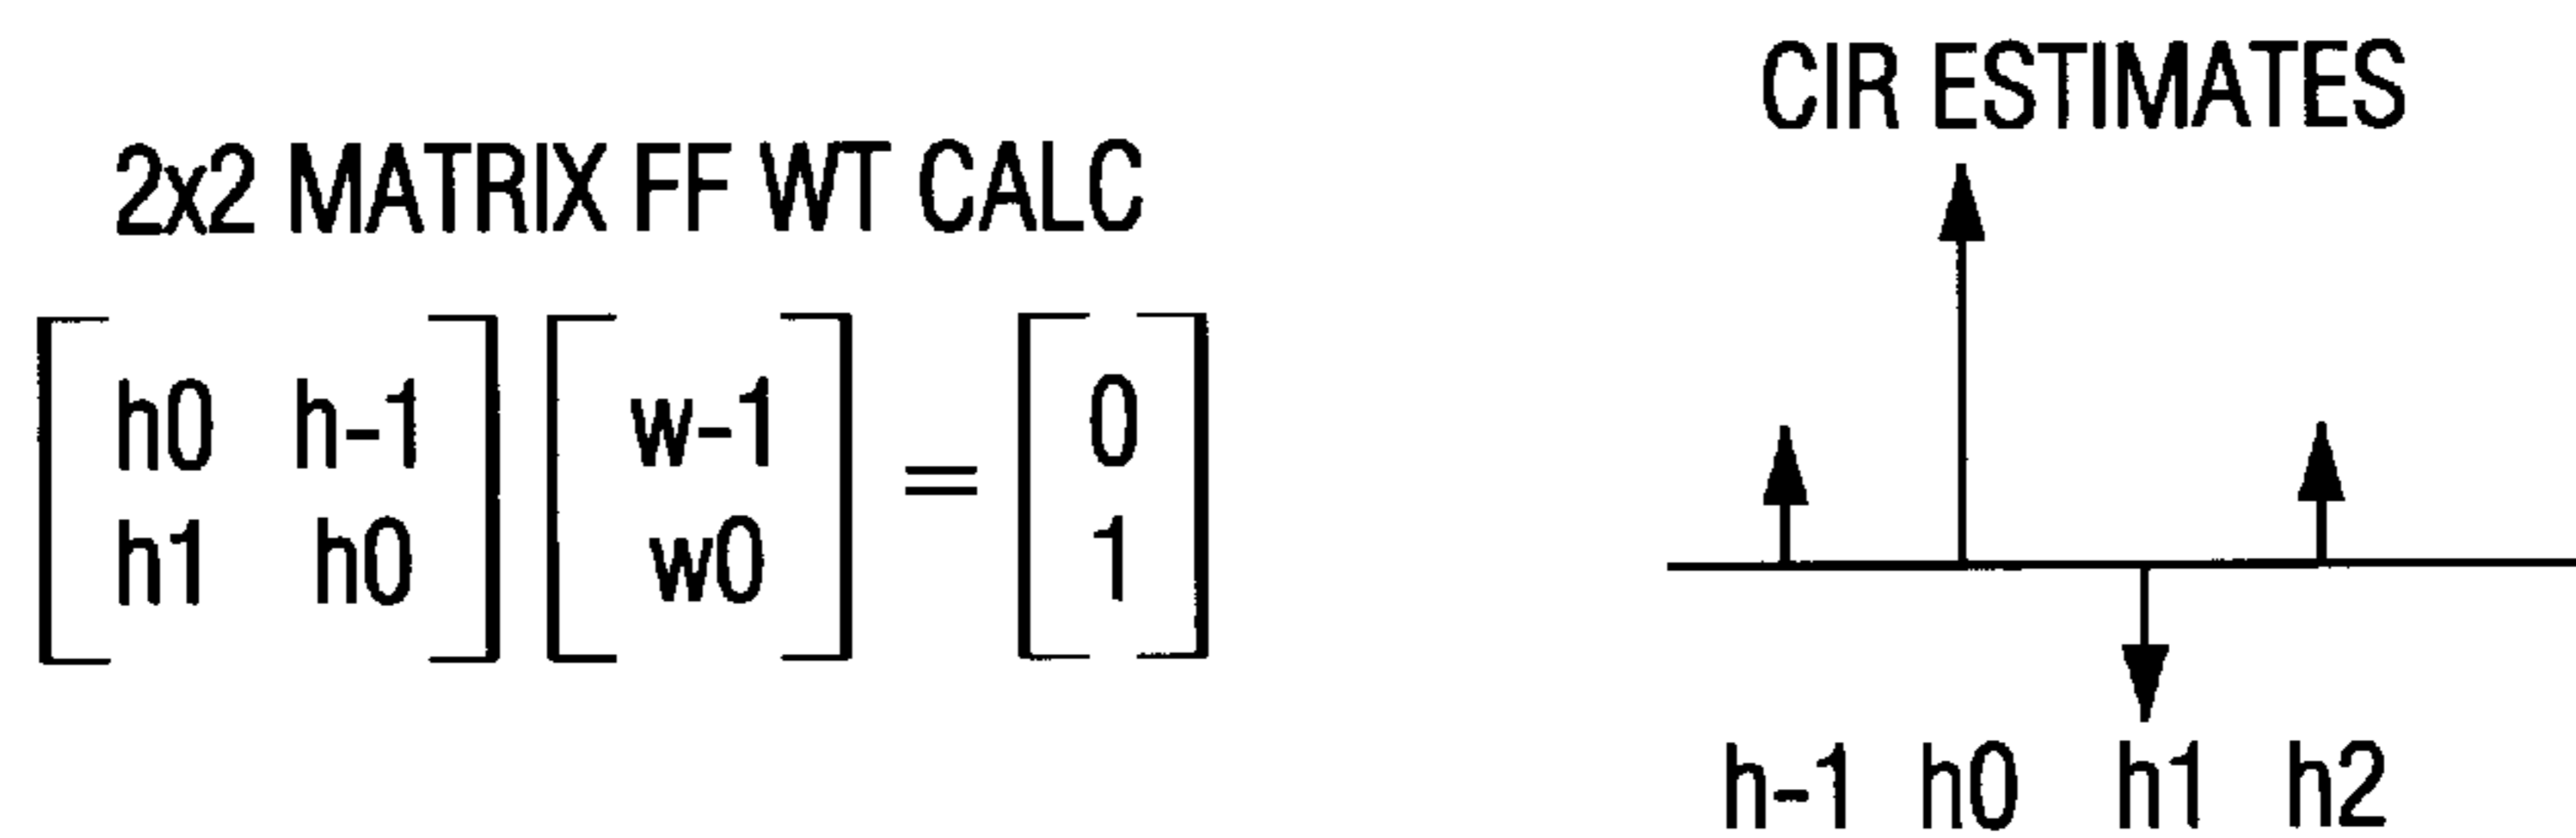 2x2 MATRIX FF WT CALC
h0 h-1 w-1 = 0
h1 h0 w0 1
CIR ESTIMATES
h-1 h0 h1 h2